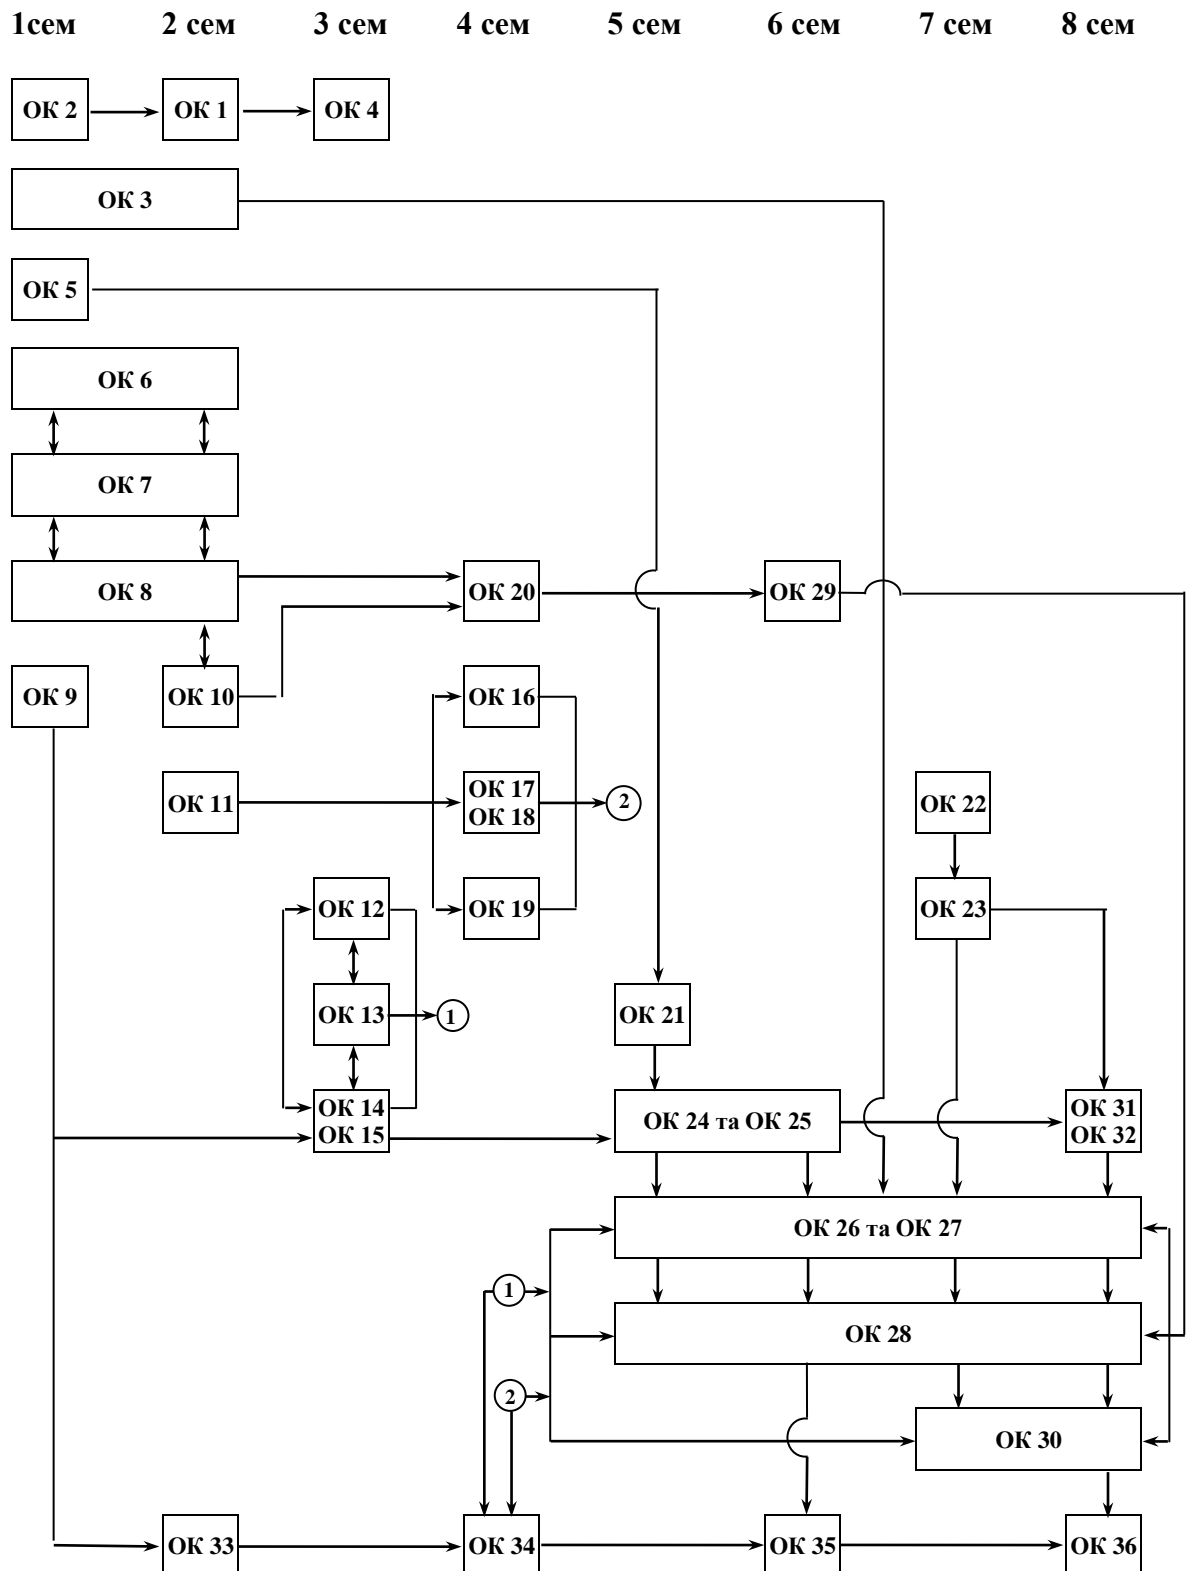 1сем 2 сем 3 сем 4 сем 5 сем 6 сем 7 сем 8 сем
ОК 2 ОК 1 ОК 4
ОК 3
ОК 5
ОК 6
ОК 7
ОК 8 ОК 20 ОК 29
ОК 9 ОК 10 ОК 16
ОК 11 ОК 17 2 ОК 22
ОК 18
ОК 12 ОК 19 ОК 23
ОК 13 1 ОК 21
ОК 14 ОК 24 та ОК 25 ОК 31
ОК 15 ОК 32
ОК 26 та ОК 27
1
ОК 28
2
ОК 30
ОК 33 ОК 34 ОК 35 ОК 36